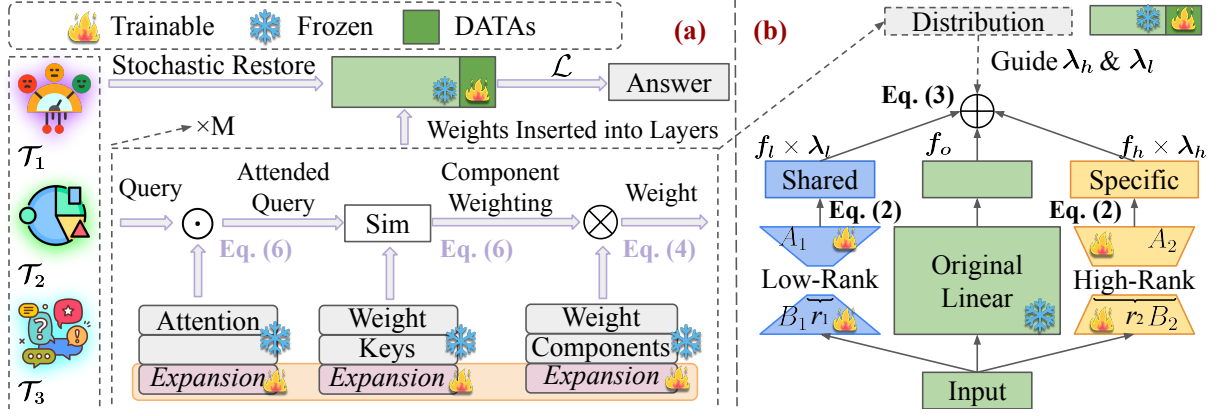 Trainable
Frozen
DATAs
(a)
𝒯₁
𝒯₂
𝒯₃
Stochastic Restore
ℒ
Answer
×M
Weights Inserted into Layers
Query
Attended
Query
Component
Weighting
Weight
Sim
Eq. (6)
Eq. (6)
Eq. (4)
Attention
Expansion
Weight
Keys
Expansion
Weight
Components
Expansion
(b)
Distribution
Guide λₕ & λₗ
Eq. (3)
fₗ × λₗ
fₒ
fₕ × λₕ
Shared
Specific
Eq. (2)
Eq. (2)
A₁
A₂
Low-Rank
Original
Linear
High-Rank
B₁ r₁
r₂ B₂
Input